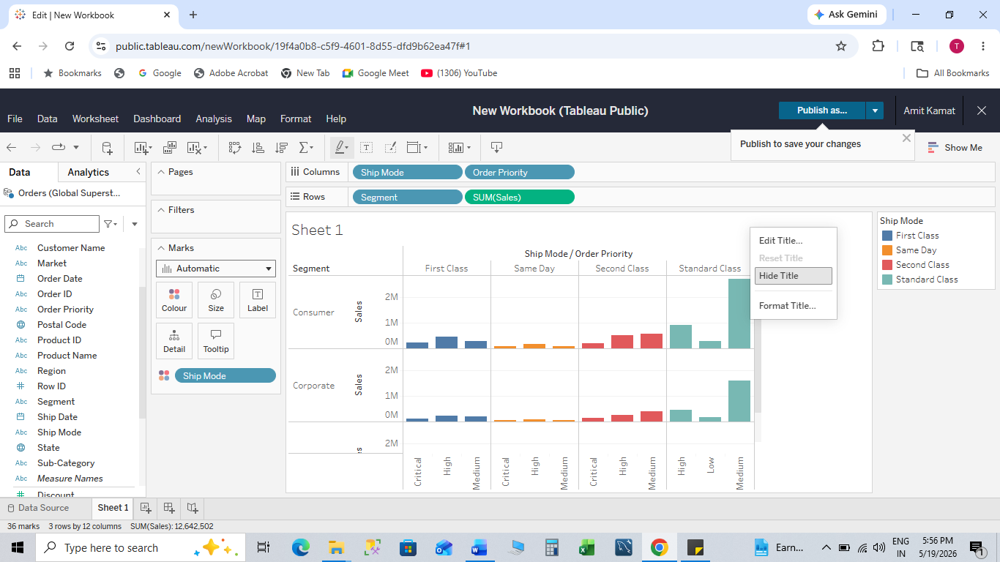 Edit | New Workbook
Ask Gemini
public.tableau.com/newWorkbook/19f4a0b8-c5f9-4601-8d55-dfd9b62ea47f#1
T
Bookmarks
Google
Adobe Acrobat
New Tab
Google Meet
(1306) YouTube
All Bookmarks
File
Data
Worksheet
Dashboard
Analysis
Map
Format
Help
New Workbook (Tableau Public)
Publish as...
Amit Kamat
Publish to save your changes
Show Me
Data
Analytics
Orders (Global Superst...
Search
Abc Customer Name
Abc Market
Order Date
Abc Order ID
Abc Order Priority
Postal Code
Abc Product ID
Abc Product Name
Abc Region
Row ID
Abc Segment
Ship Date
Abc Ship Mode
State
Abc Sub-Category
Abc Measure Names
Discount
Pages
Filters
Marks
Automatic
Colour
Size
Label
Detail
Tooltip
Ship Mode
Columns
Ship Mode
Order Priority
Rows
Segment
SUM(Sales)
Sheet 1
Ship Mode / Order Priority
Segment
First Class
Same Day
Second Class
Standard Class
Consumer
Sales
2M
1M
0M
Corporate
Sales
2M
1M
0M
2M
Critical
High
Medium
Critical
High
Medium
Critical
High
Medium
High
Low
Medium
Edit Title...
Reset Title
Hide Title
Format Title...
Ship Mode
First Class
Same Day
Second Class
Standard Class
Data Source
Sheet 1
36 marks
3 rows by 12 columns
SUM(Sales): 12,642,502
Type here to search
Earn...
ENG
IN
5:56 PM
5/19/2026
1